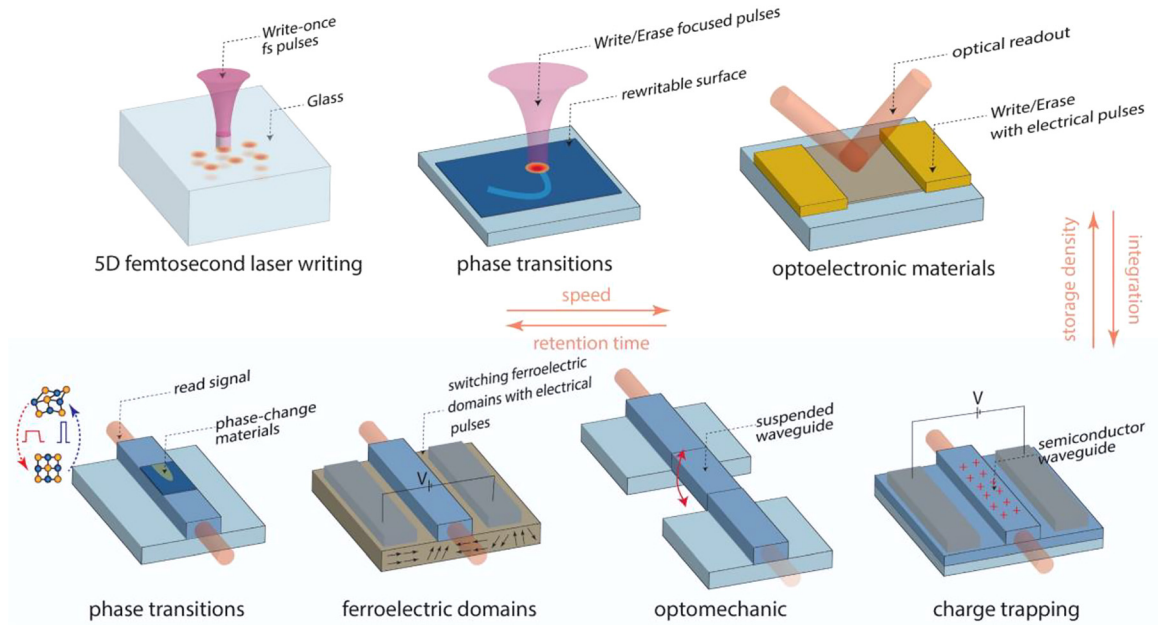 Write-once
fs pulses
Glass
5D femtosecond laser writing
Write/Erase focused pulses
rewritable surface
phase transitions
optical readout
Write/Erase
with electrical pulses
optoelectronic materials
speed
retention time
storage density
integration
read signal
phase-change
materials
phase transitions
switching ferroelectric
domains with electrical
pulses
V
ferroelectric domains
suspended
waveguide
optomechanic
V
semiconductor
waveguide
charge trapping